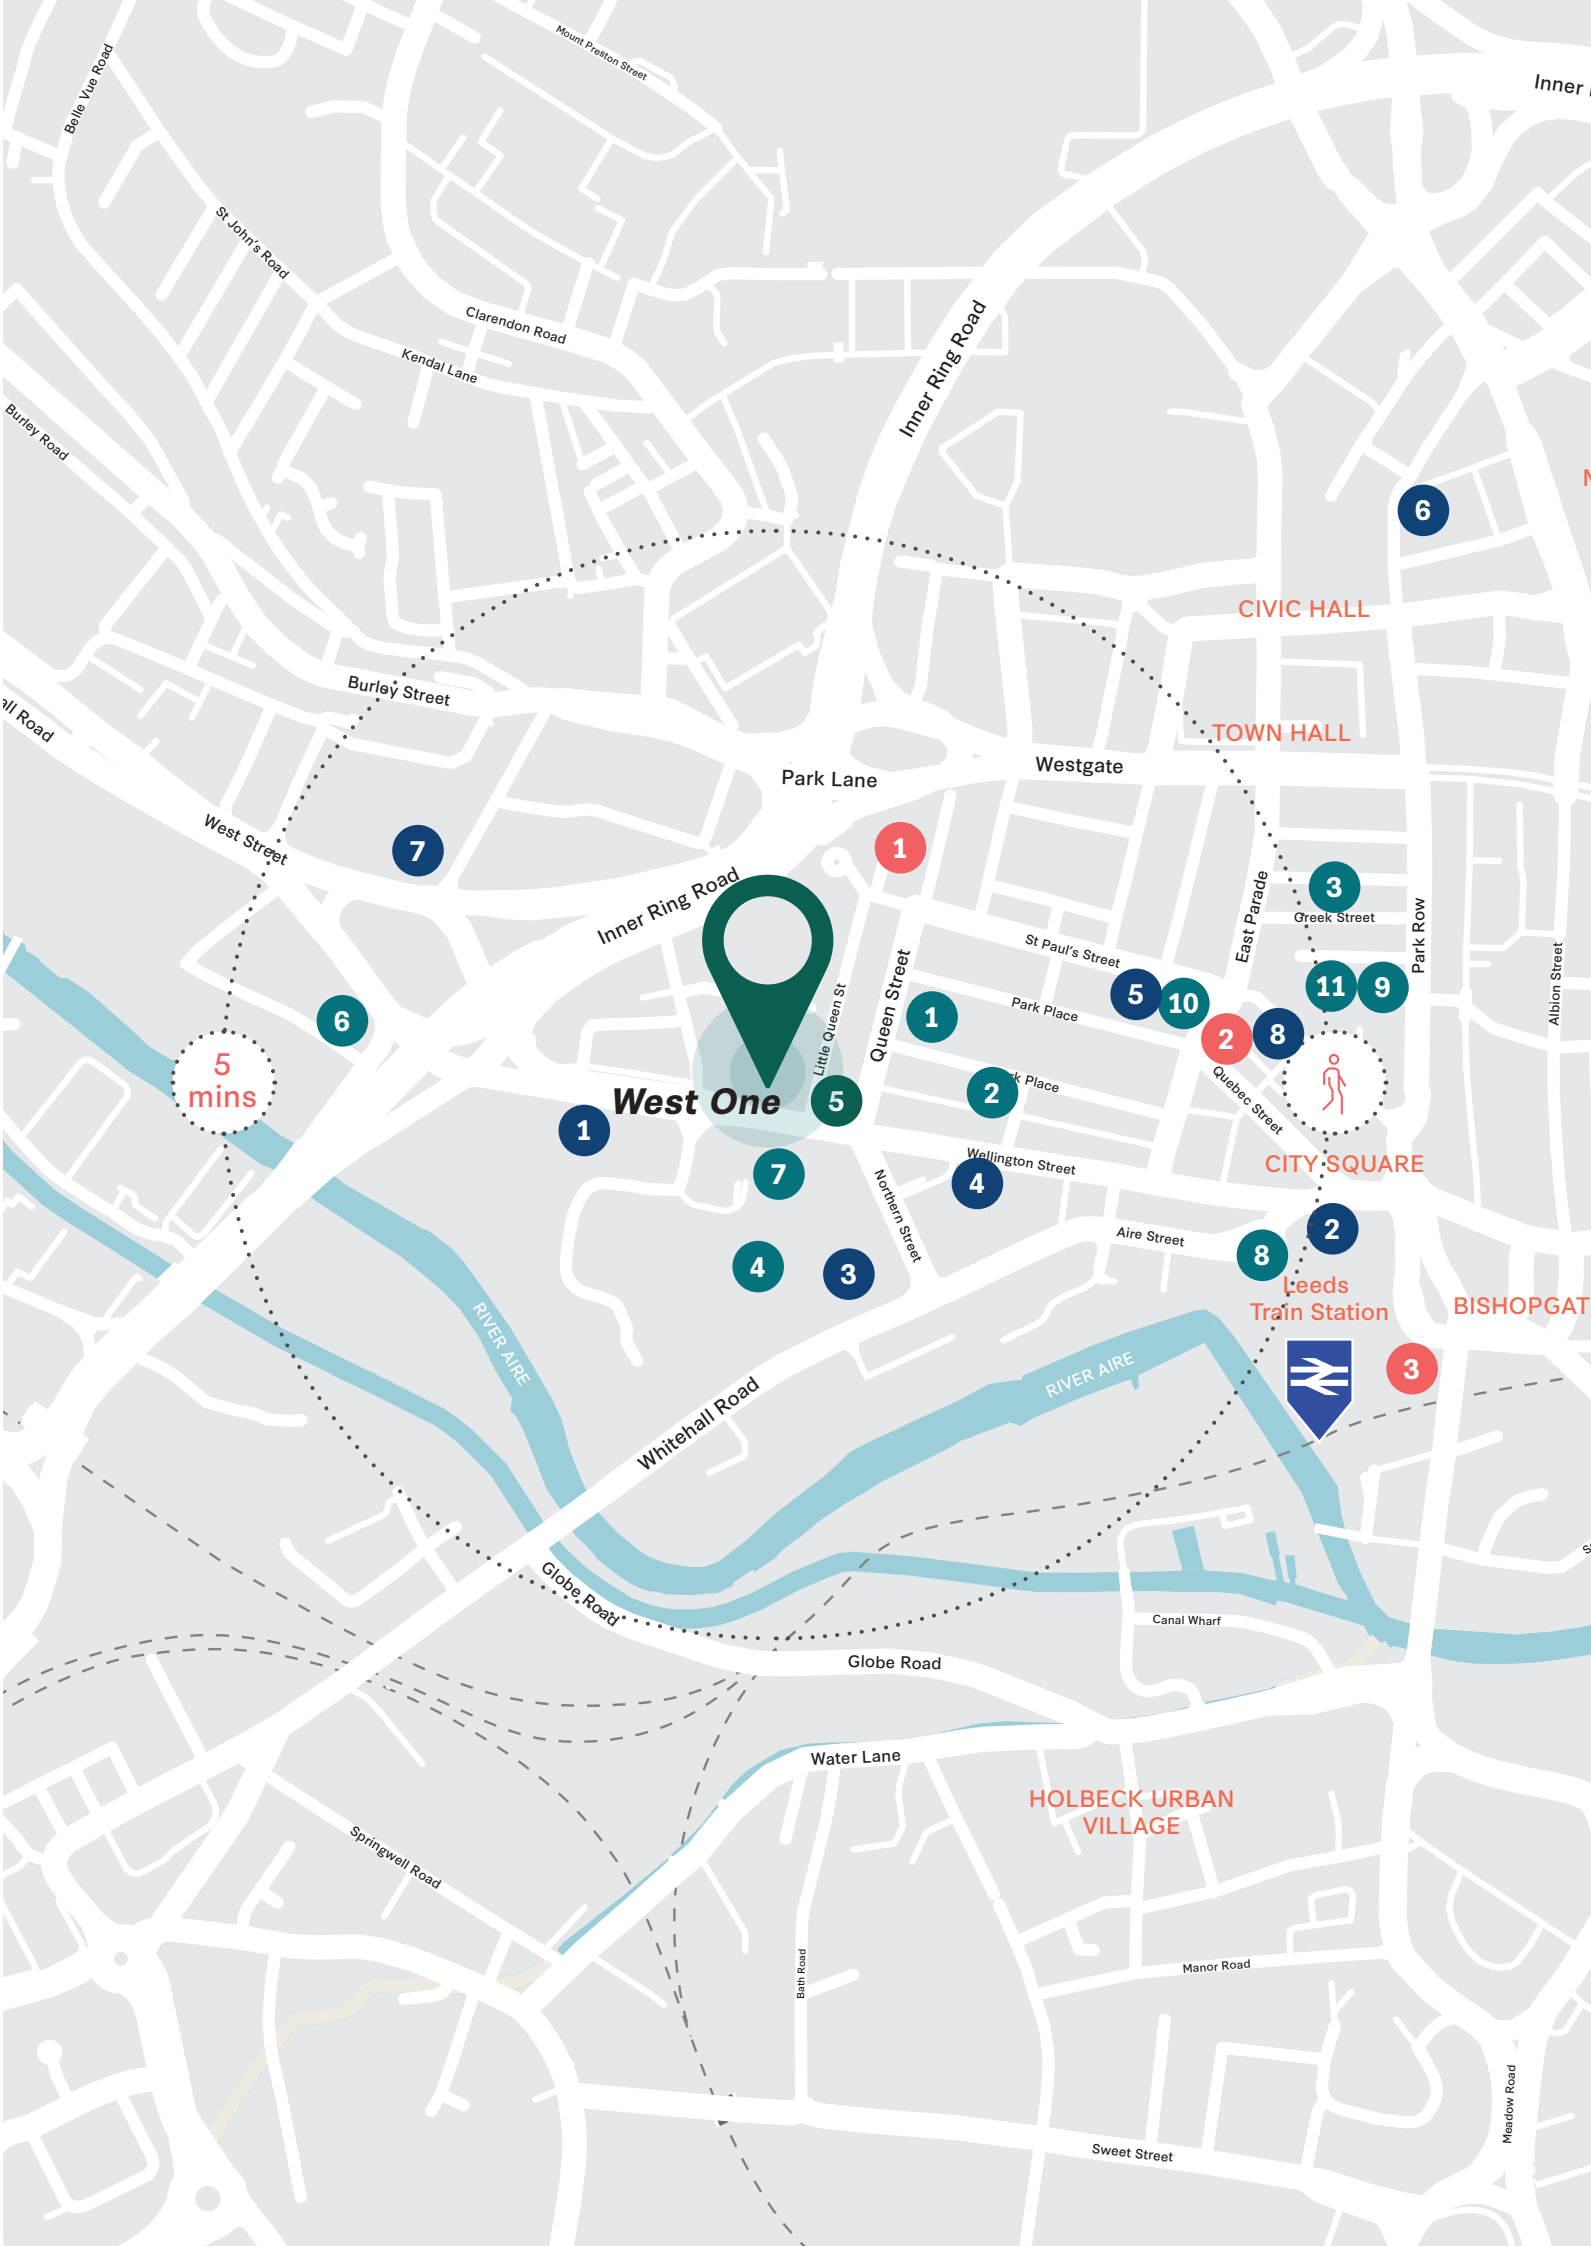 Mount Preston Street
Belle Vue Road
Inner
St John's Road
Clarendon Road
Kendal Lane
Inner Ring Road
Burley Road
6
CIVIC HALL
Burley Street
all Road
TOWN HALL
Westgate
Park Lane
West Street
7
1
Inner Ring Road
3
Greek Street
East Parade
Park Row
St Paul's Street
Albion Street
Queen Street
Little Queen St
Park Place
5
10
11
9
6
1
2
8
5
mins
West One
5
2
rk Place
Quebec Street
1
Wellington Street
CITY SQUARE
7
4
Northern Street
Aire Street
2
8
4
3
Leeds
Train Station
BISHOPGAT
RIVER AIRE
RIVER AIRE
3
Whitehall Road
Globe Road
Canal Wharf
Globe Road
Water Lane
HOLBECK URBAN
VILLAGE
Springwell Road
Bath Road
Manor Road
Meadow Road
Sweet Street